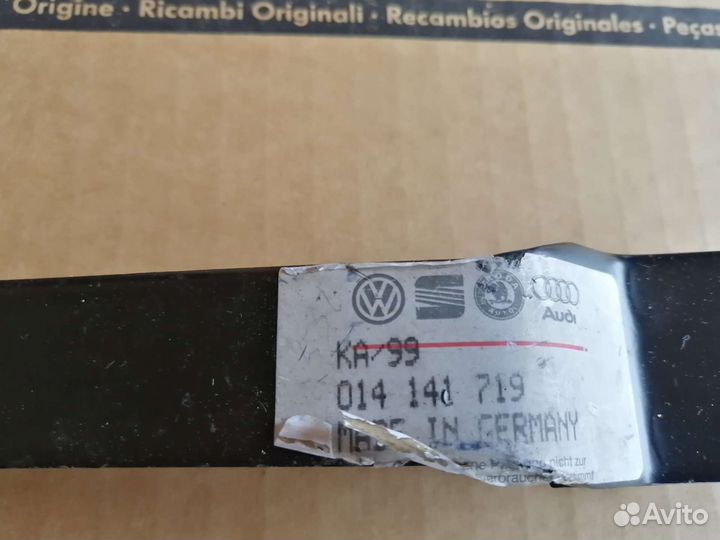 Origine · Ricambi Originali · Recambios Originales · Peças
Audi
KA/99
014 141 719
MADE IN GERMANY
nicht zur
Avito